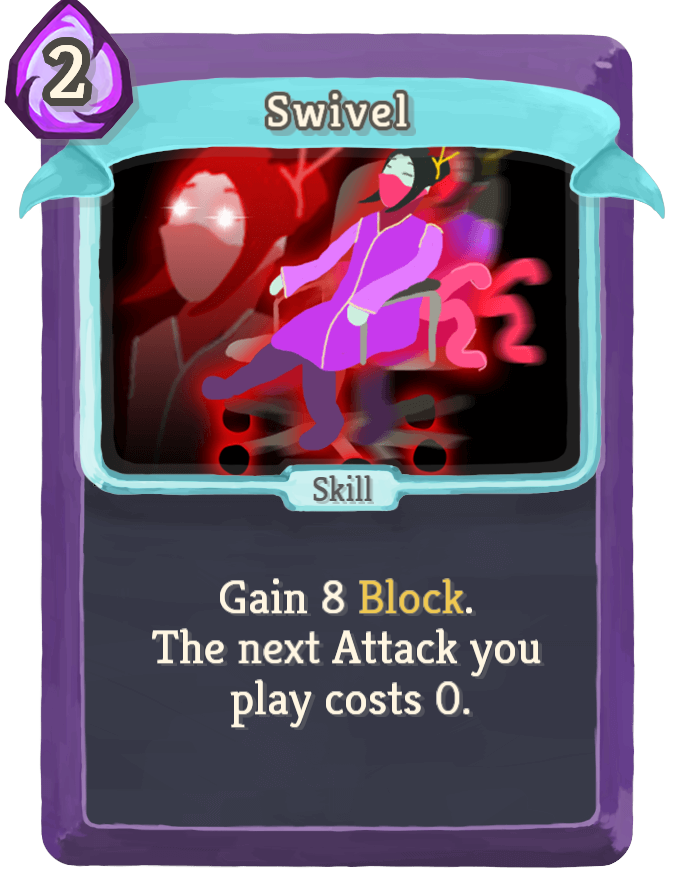 2
Swivel
Skill
Gain 8 Block.
The next Attack you
play costs 0.